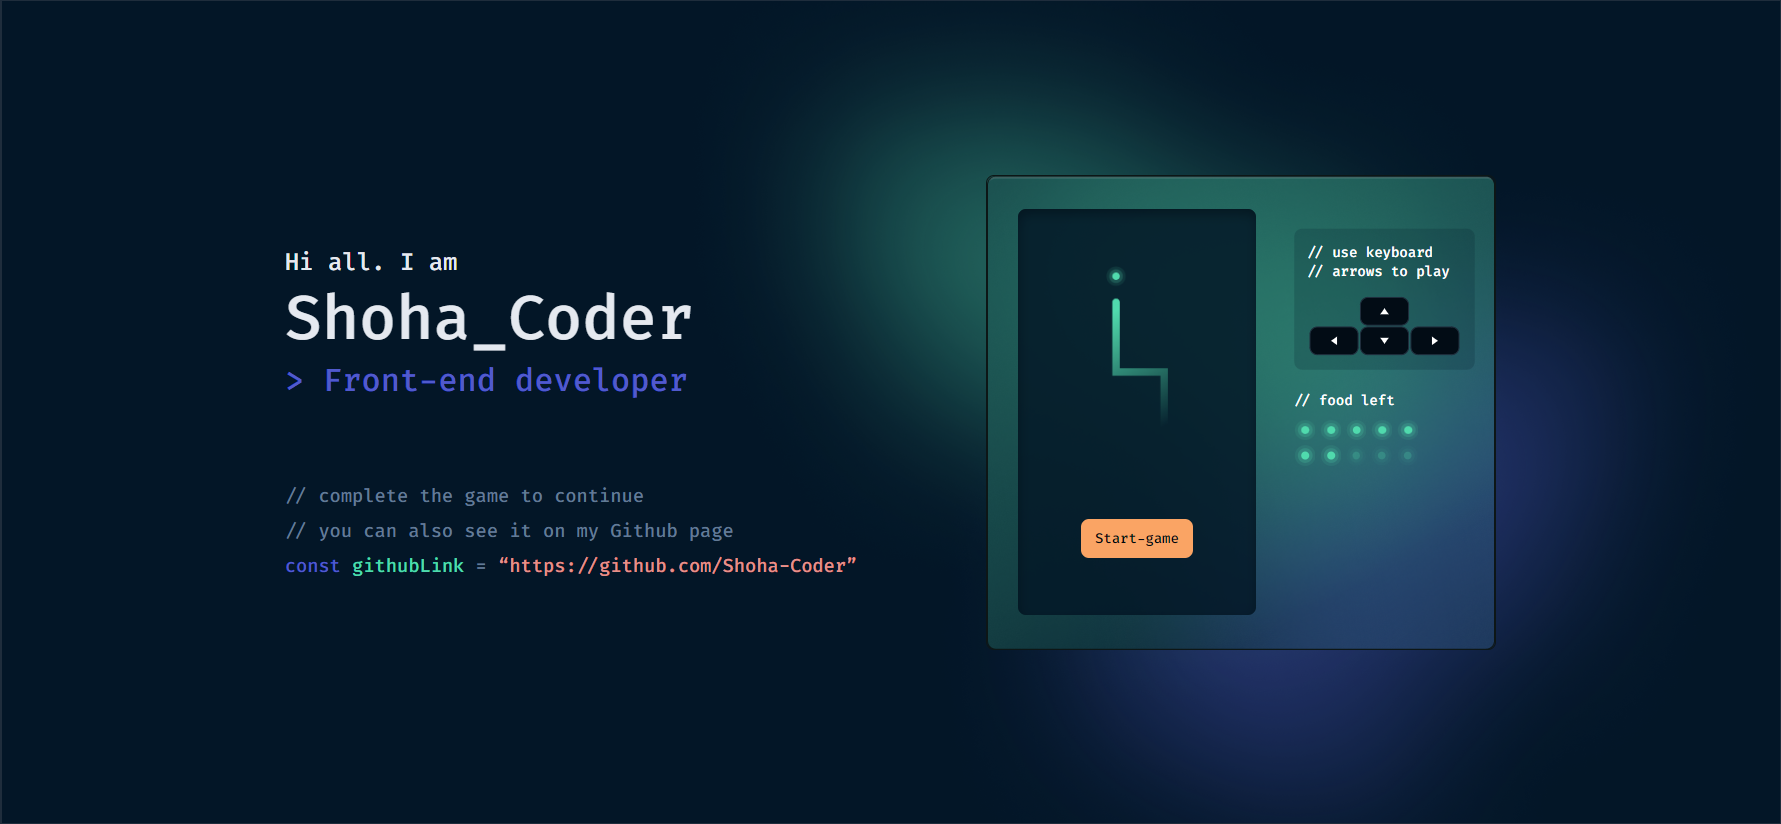 Hi all. I am
Shoha_Coder
> Front-end developer
// complete the game to continue
// you can also see it on my Github page
const githubLink = “https://github.com/Shoha-Coder”
Start-game
// use keyboard
// arrows to play
// food left